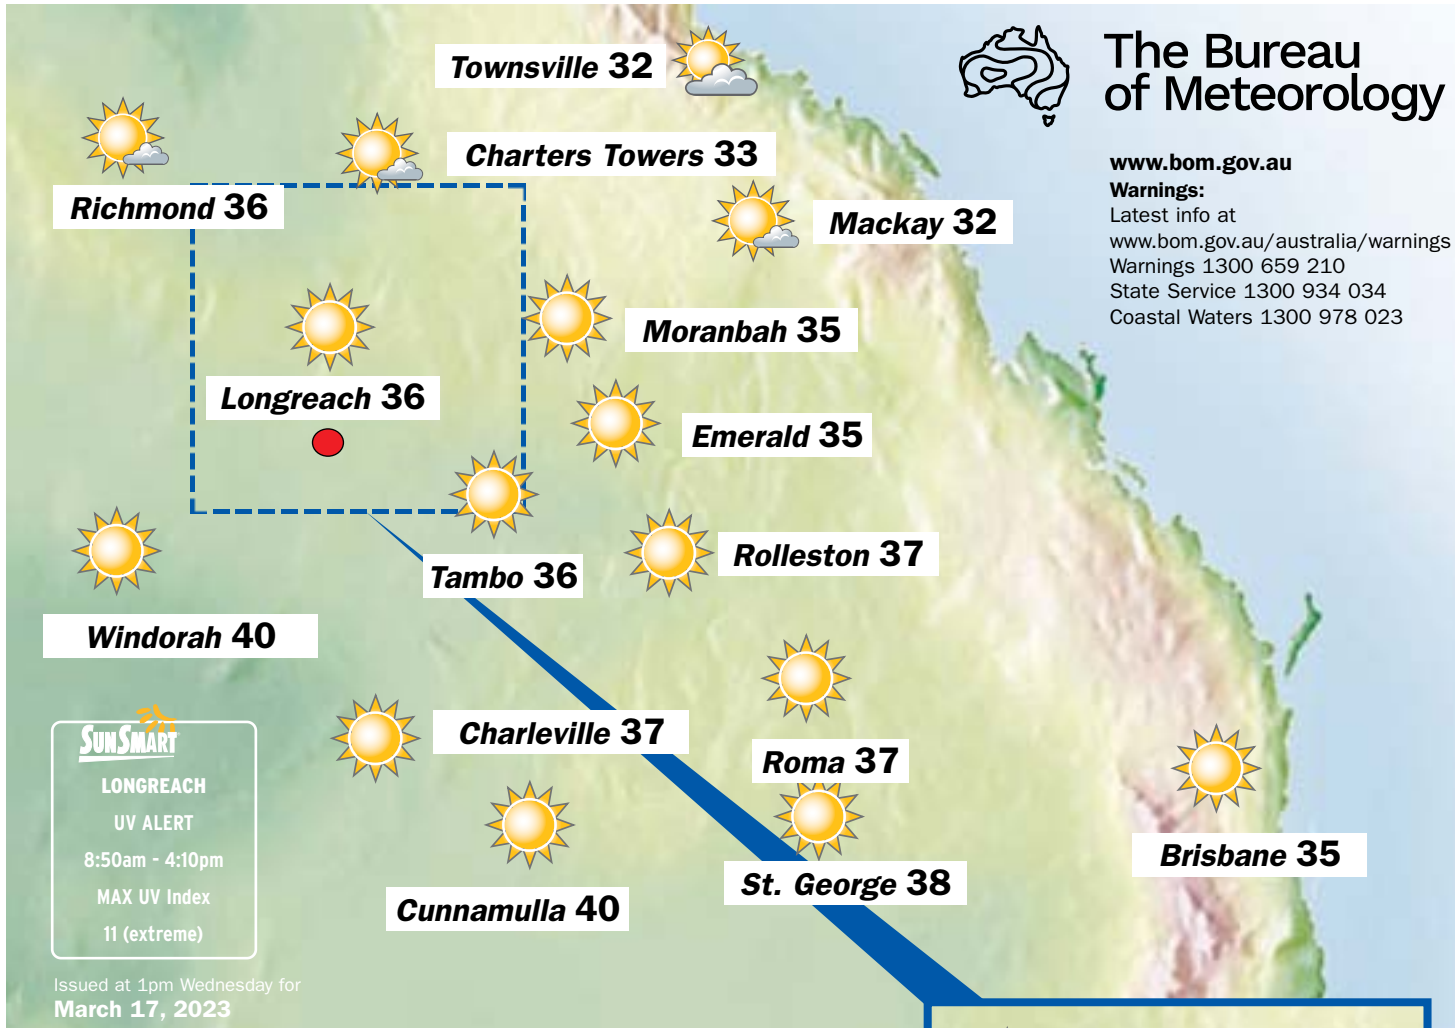 The Bureau
of Meteorology
www.bom.gov.au
Warnings:
Latest info at
www.bom.gov.au/australia/warnings
Warnings 1300 659 210
State Service 1300 934 034
Coastal Waters 1300 978 023
Townsville 32
Charters Towers 33
Richmond 36
Mackay 32
Moranbah 35
Longreach 36
Emerald 35
Rolleston 37
Tambo 36
Windorah 40
Charleville 37
Roma 37
Brisbane 35
St. George 38
Cunnamulla 40
SUNSMART
LONGREACH
UV ALERT
8:50am - 4:10pm
MAX UV Index
11 (extreme)
Issued at 1pm Wednesday for
March 17, 2023